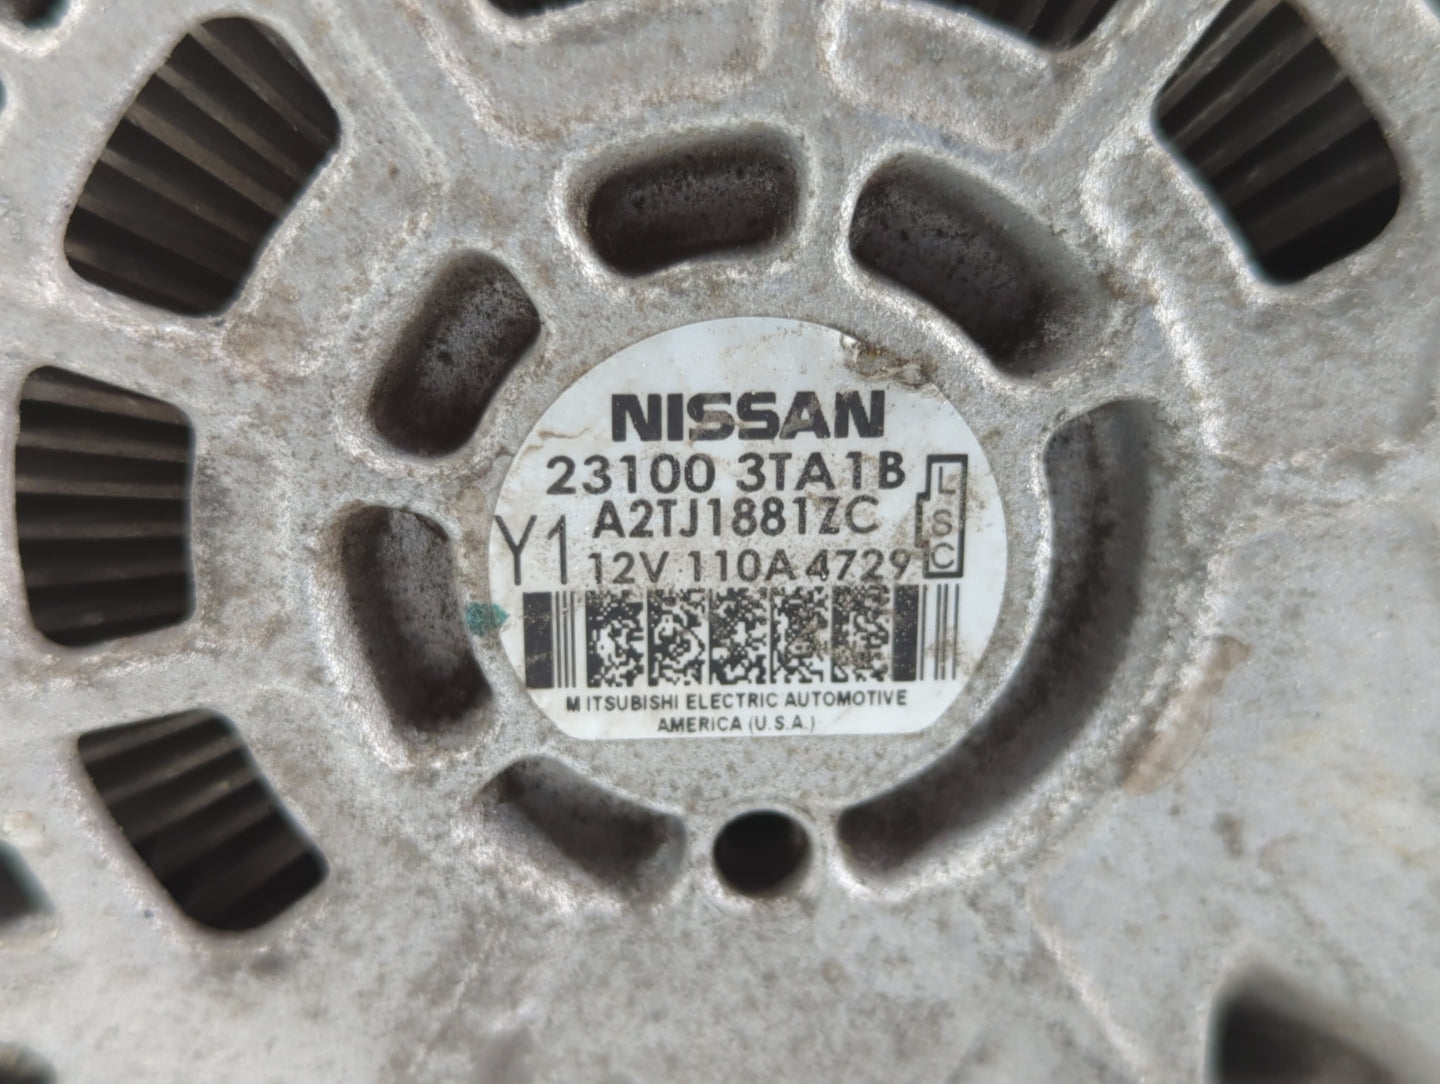 NISSAN
23100 3TA1B
A2TJ1881ZC
Y1
12V 110A 4729
L
S
C
MITSUBISHI ELECTRIC AUTOMOTIVE
AMERICA (U.S.A.)